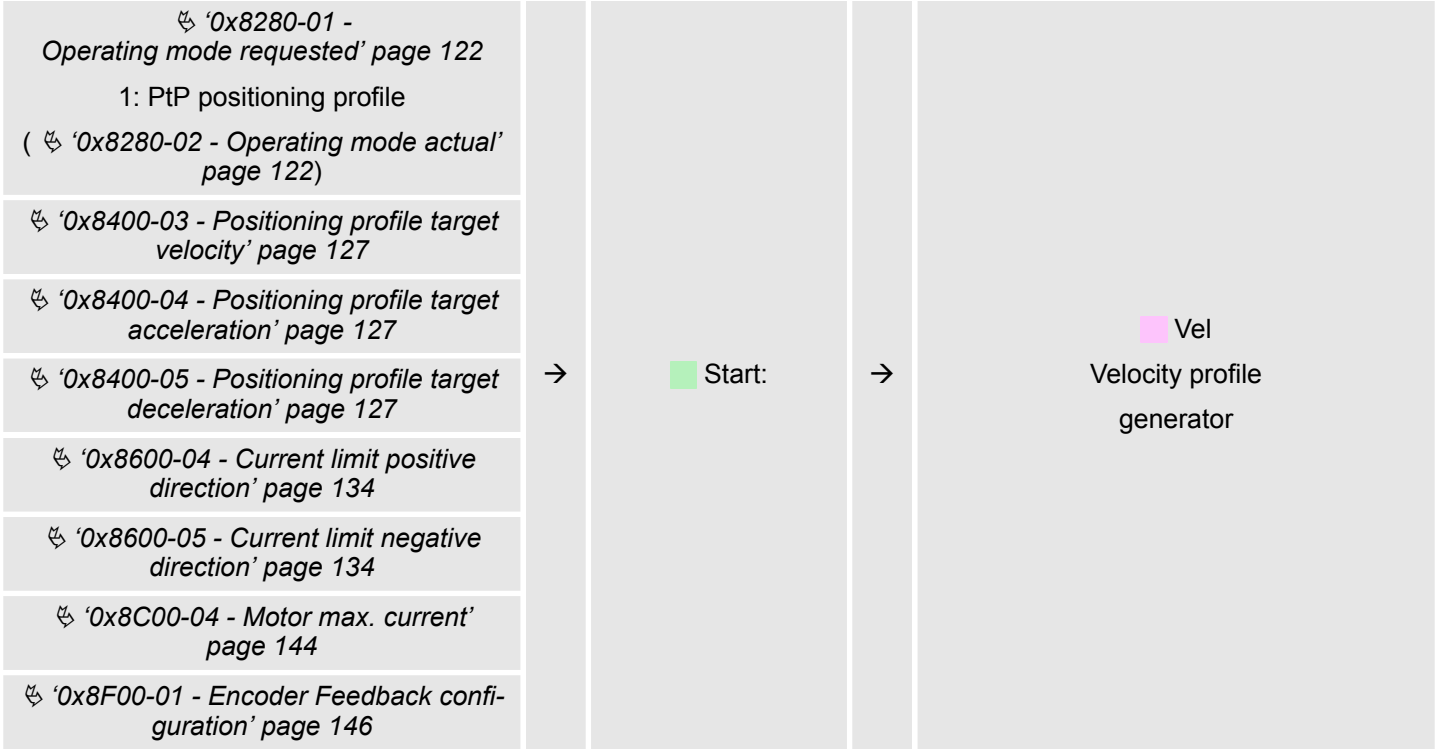 ↳ ‘0x8280-01 -
Operating mode requested’ page 122
1: PtP positioning profile
( ↳ ‘0x8280-02 - Operating mode actual’
page 122)
↳ ‘0x8400-03 - Positioning profile target
velocity’ page 127
↳ ‘0x8400-04 - Positioning profile target
acceleration’ page 127
↳ ‘0x8400-05 - Positioning profile target
deceleration’ page 127
↳ ‘0x8600-04 - Current limit positive
direction’ page 134
↳ ‘0x8600-05 - Current limit negative
direction’ page 134
↳ ‘0x8C00-04 - Motor max. current’
page 144
↳ ‘0x8F00-01 - Encoder Feedback confi-
guration’ page 146
→
Start:
→
Vel
Velocity profile
generator